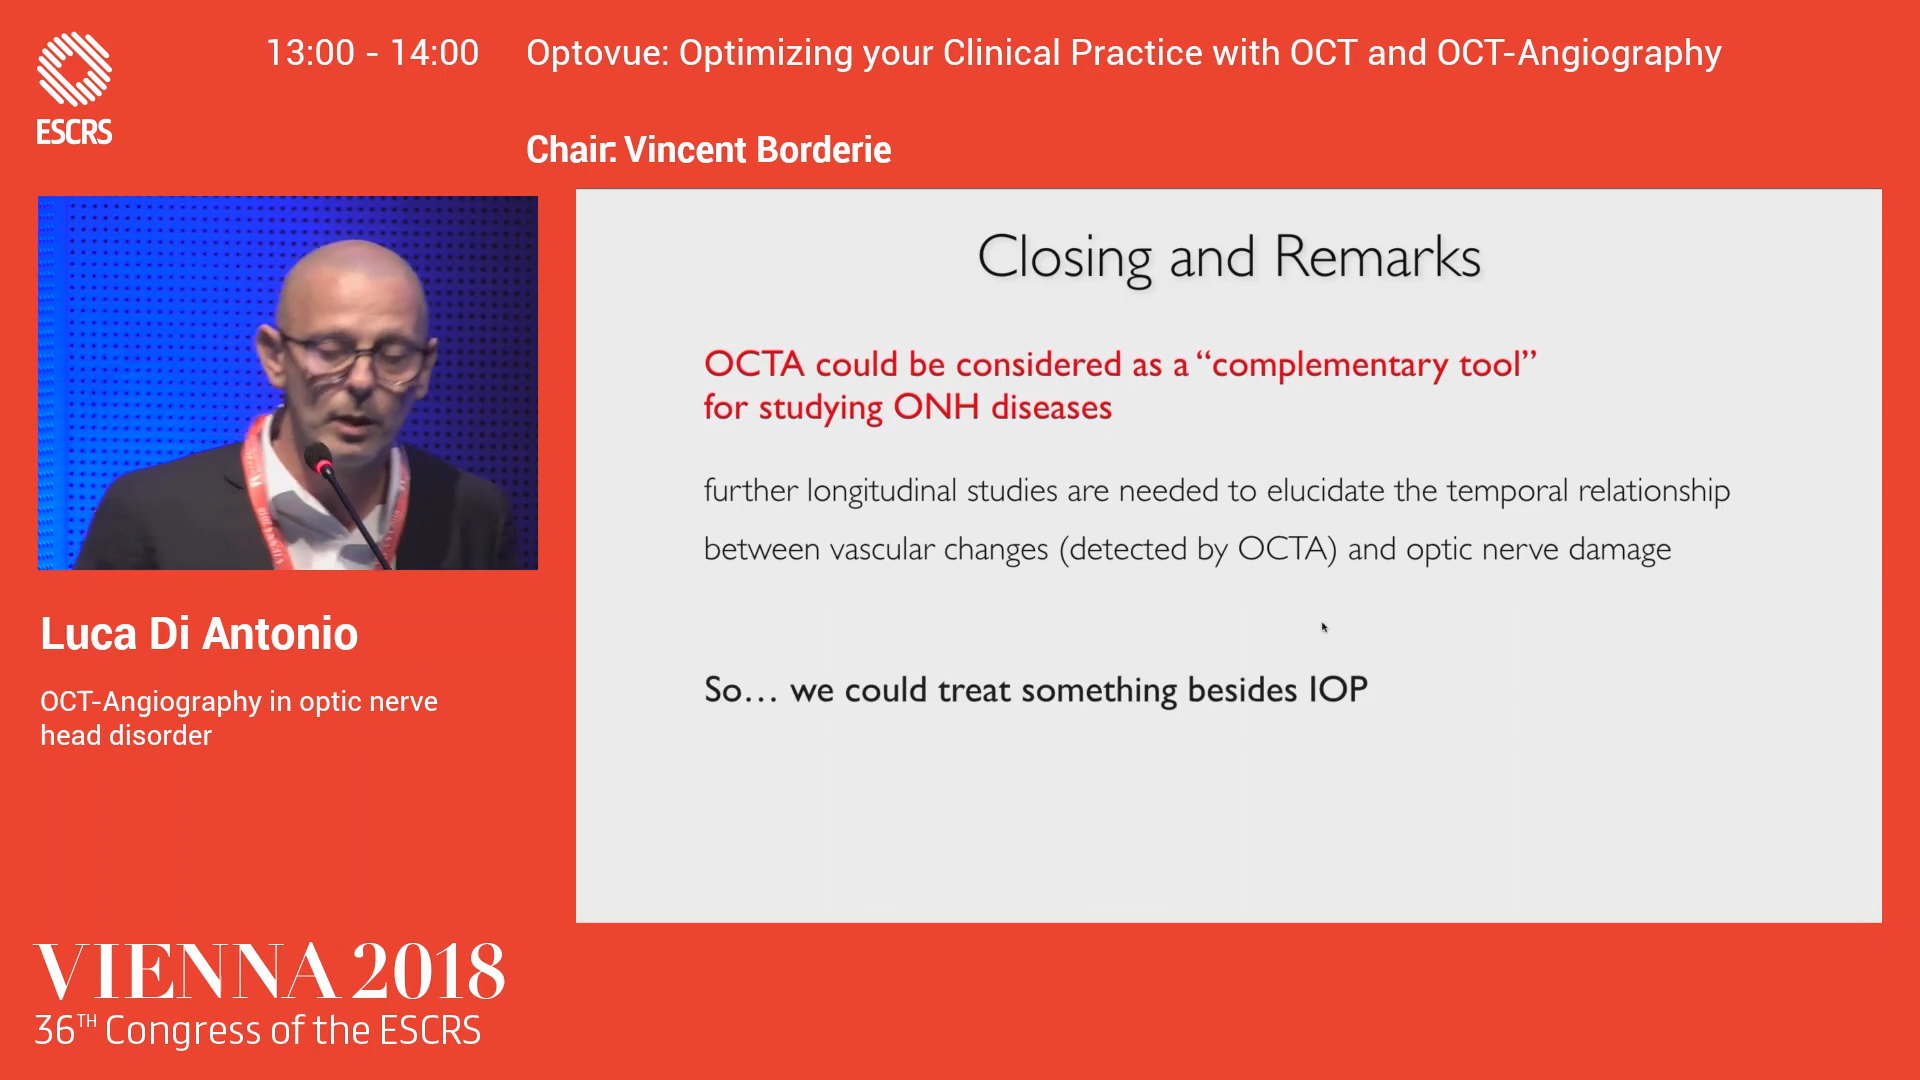 ESCRS
13:00 - 14:00 Optovue: Optimizing your Clinical Practice with OCT and OCT-Angiography
Chair: Vincent Borderie
Closing and Remarks
OCTA could be considered as a “complementary tool”
for studying ONH diseases
further longitudinal studies are needed to elucidate the temporal relationship
between vascular changes (detected by OCTA) and optic nerve damage
So... we could treat something besides IOP
Luca Di Antonio
OCT-Angiography in optic nerve
head disorder
VIENNA 2018
36TH Congress of the ESCRS